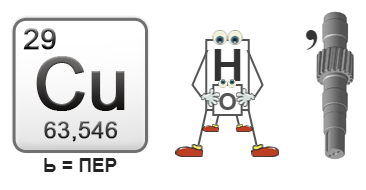 29
Cu
63,546
Ь = ПЕР
Н
О
,